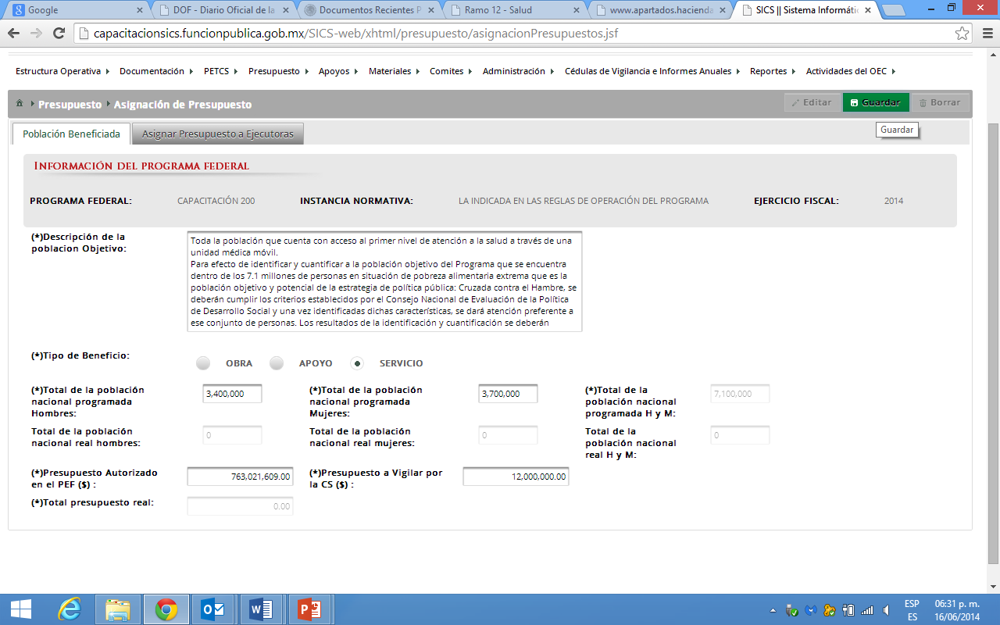 Google
DOF - Diario Oficial de la
Documentos Recientes P
Ramo 12 - Salud
www.apartados.hacienda
SICS || Sistema Informátic
capacitacionsics.funcionpublica.gob.mx/SICS-web/xhtml/presupuesto/asignacionPresupuestos.jsf
Estructura Operativa Documentación PETCS Presupuesto Apoyos Materiales Comites Administración Cédulas de Vigilancia e Informes Anuales Reportes Actividades del OEC
Presupuesto Asignación de Presupuesto
Editar Guardar Borrar
Guardar
Población Beneficiada Asignar Presupuesto a Ejecutoras
INFORMACIÓN DEL PROGRAMA FEDERAL
PROGRAMA FEDERAL: CAPACITACIÓN 200 INSTANCIA NORMATIVA: LA INDICADA EN LAS REGLAS DE OPERACIÓN DEL PROGRAMA EJERCICIO FISCAL: 2014
(*)Descripción de la
poblacion Objetivo:
Toda la población que cuenta con acceso al primer nivel de atención a la salud a través de una
unidad médica móvil.
Para efecto de identificar y cuantificar a la población objetivo del Programa que se encuentra
dentro de los 7.1 millones de personas en situación de pobreza alimentaria extrema que es la
población objetivo y potencial de la estrategia de política pública: Cruzada contra el Hambre, se
deberán cumplir los criterios establecidos por el Consejo Nacional de Evaluación de la Política
de Desarrollo Social y una vez identificadas dichas características, se dará atención preferente a
ese conjunto de personas. Los resultados de la identificación y cuantificación se deberán
(*)Tipo de Beneficio:
OBRA APOYO SERVICIO
(*)Total de la población
nacional programada
Hombres:
3,400,000
(*)Total de la población
nacional programada
Mujeres:
3,700,000
(*)Total de la
población nacional
programada H y M:
7,100,000
Total de la población
nacional real hombres:
0
Total de la población
nacional real mujeres:
0
Total de la
población nacional
real H y M:
0
(*)Presupuesto Autorizado
en el PEF ($) :
763,021,609.00
(*)Presupuesto a Vigilar por
la CS ($) :
12,000,000.00
(*)Total presupuesto real:
0.00
ESP
ES
06:31 p. m.
16/06/2014